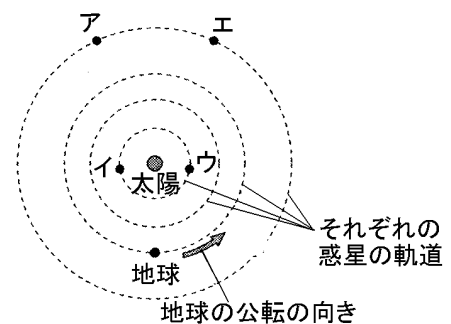 ア
エ
イ
ウ
太陽
それぞれの
惑星の軌道
地球
地球の公転の向き